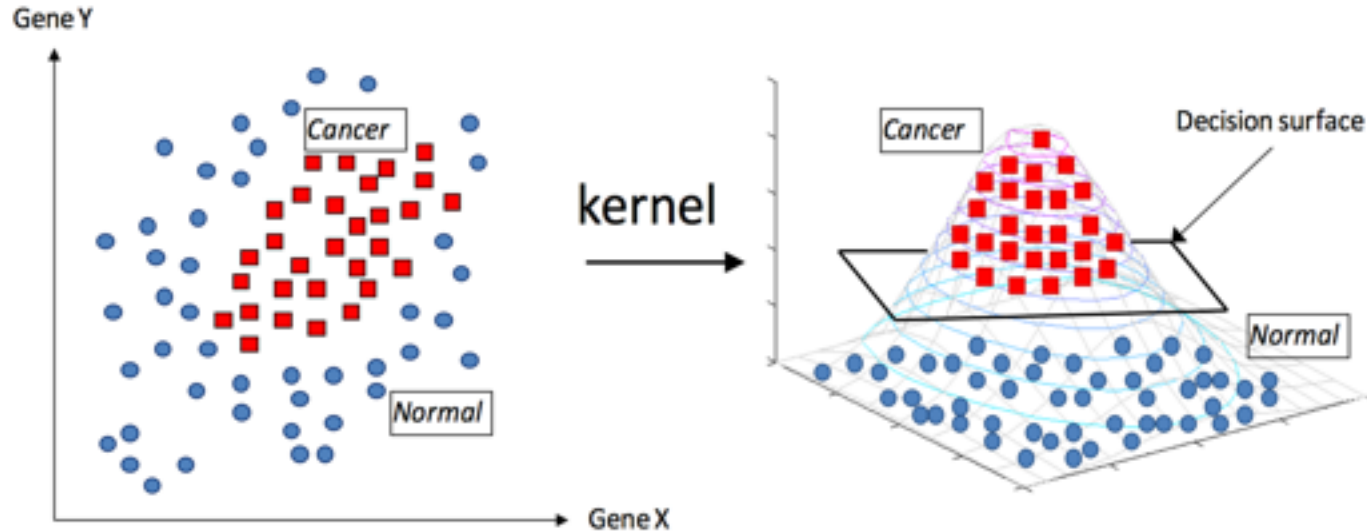 Gene Y
Cancer
Normal
Gene X
kernel
Cancer
Decision surface
Normal